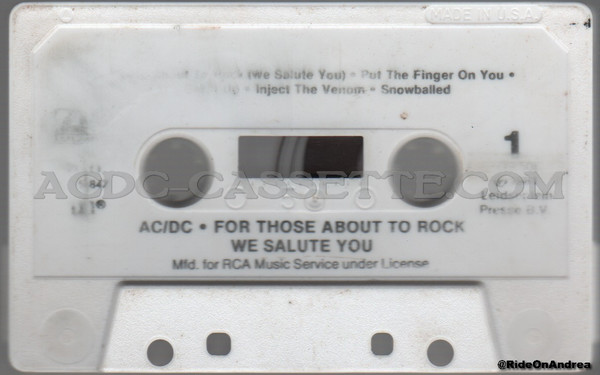 MADE IN U.S.A.
(We Salute You) • Put The Finger On You •
• Inject The Venom • Snowballed
1
ACDC-CASSETTE.COM
AC/DC • FOR THOSE ABOUT TO ROCK
WE SALUTE YOU
Mfd. for RCA Music Service under License
@RideOnAndrea